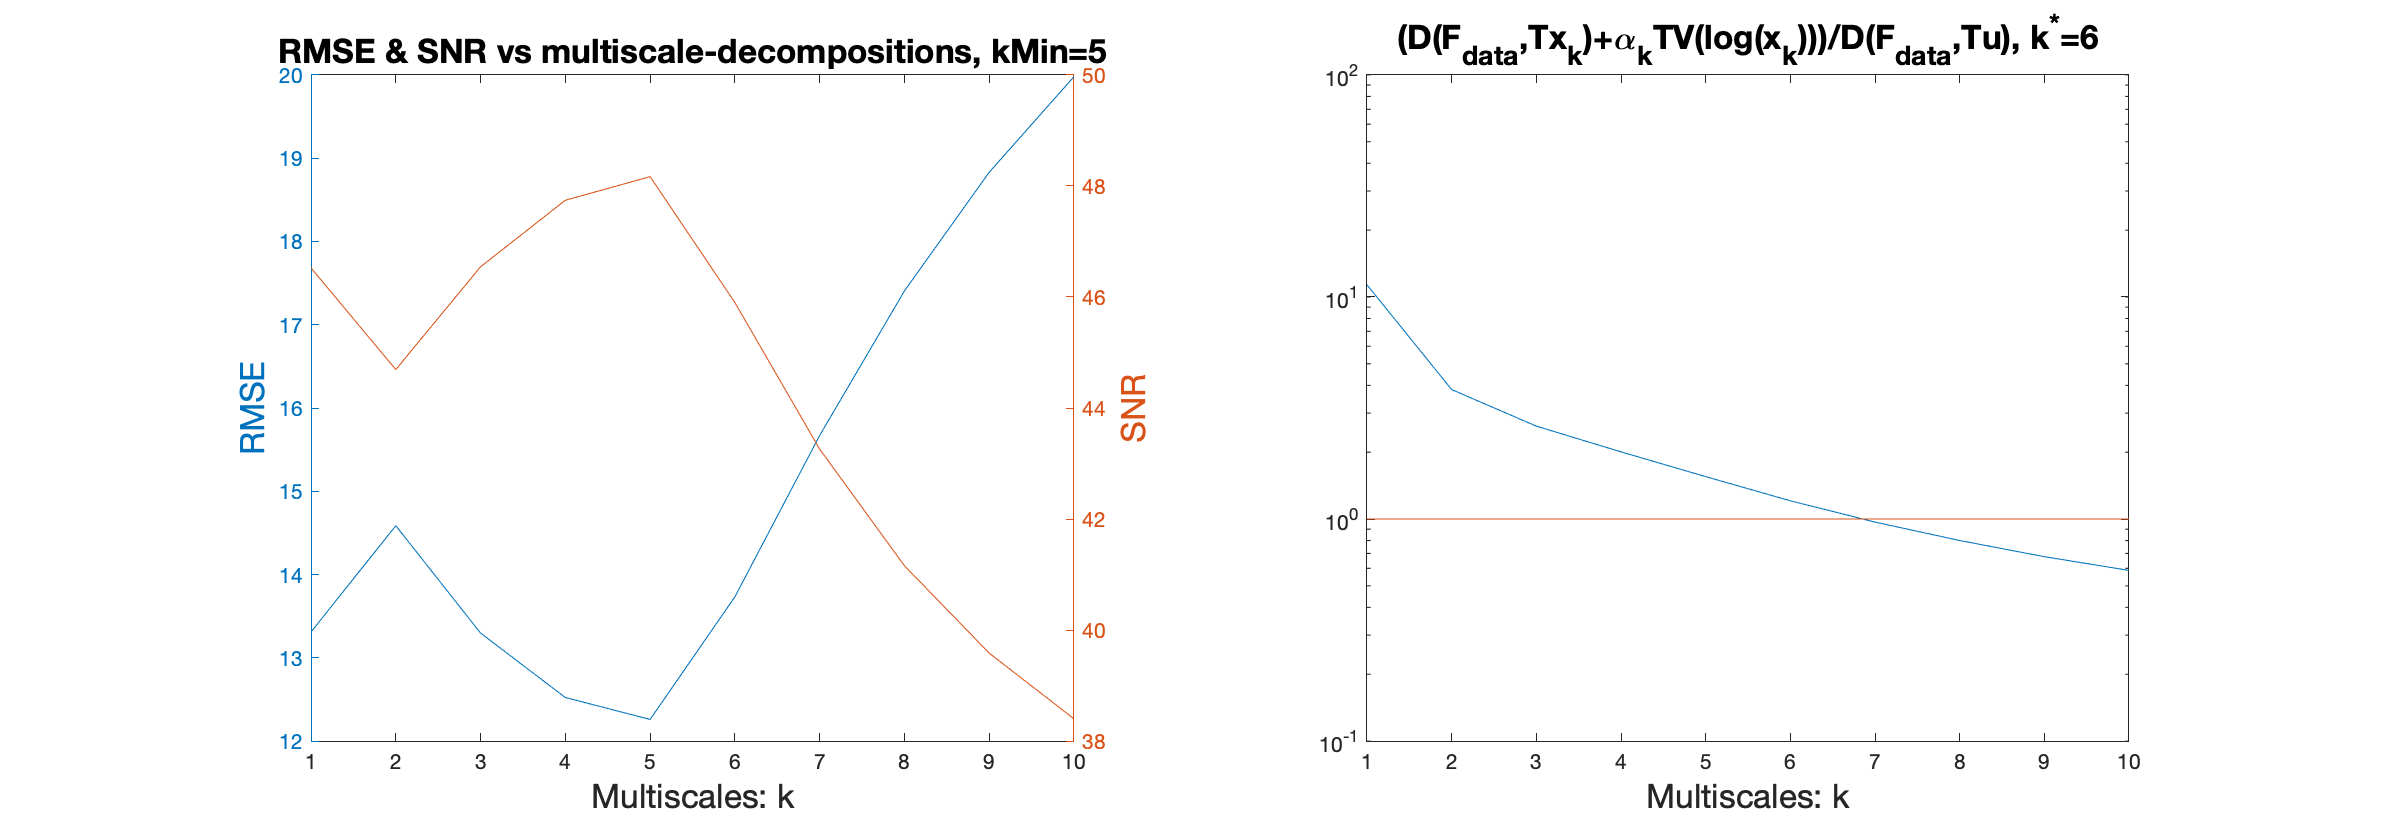 RMSE & SNR vs multiscale-decompositions, kMin=5
20
19
18
17
16
15
14
13
12
RMSE
50
48
46
44
42
40
38
SNR
1 2 3 4 5 6 7 8 9 10
Multiscales: k
(D(F_data,Tx_k)+α_kTV(log(x_k)))/D(F_data,Tu), k^*=6
10^2
10^1
10^0
10^-1
1 2 3 4 5 6 7 8 9 10
Multiscales: k